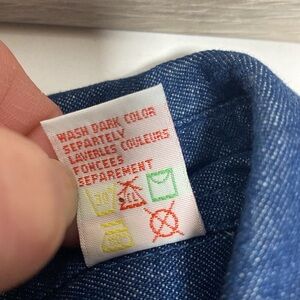 WASH DARK COLOR
SEPARTELY
LAVERLES COULEURS
FONCEES
SEPAREMENT